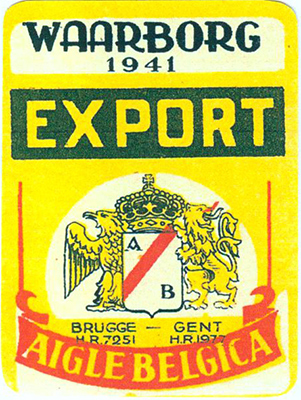 WAARBORG
1941
EXPORT
A
B
BRUGGE — GENT
H.R.7251 H.R.1977
AIGLE BELGICA